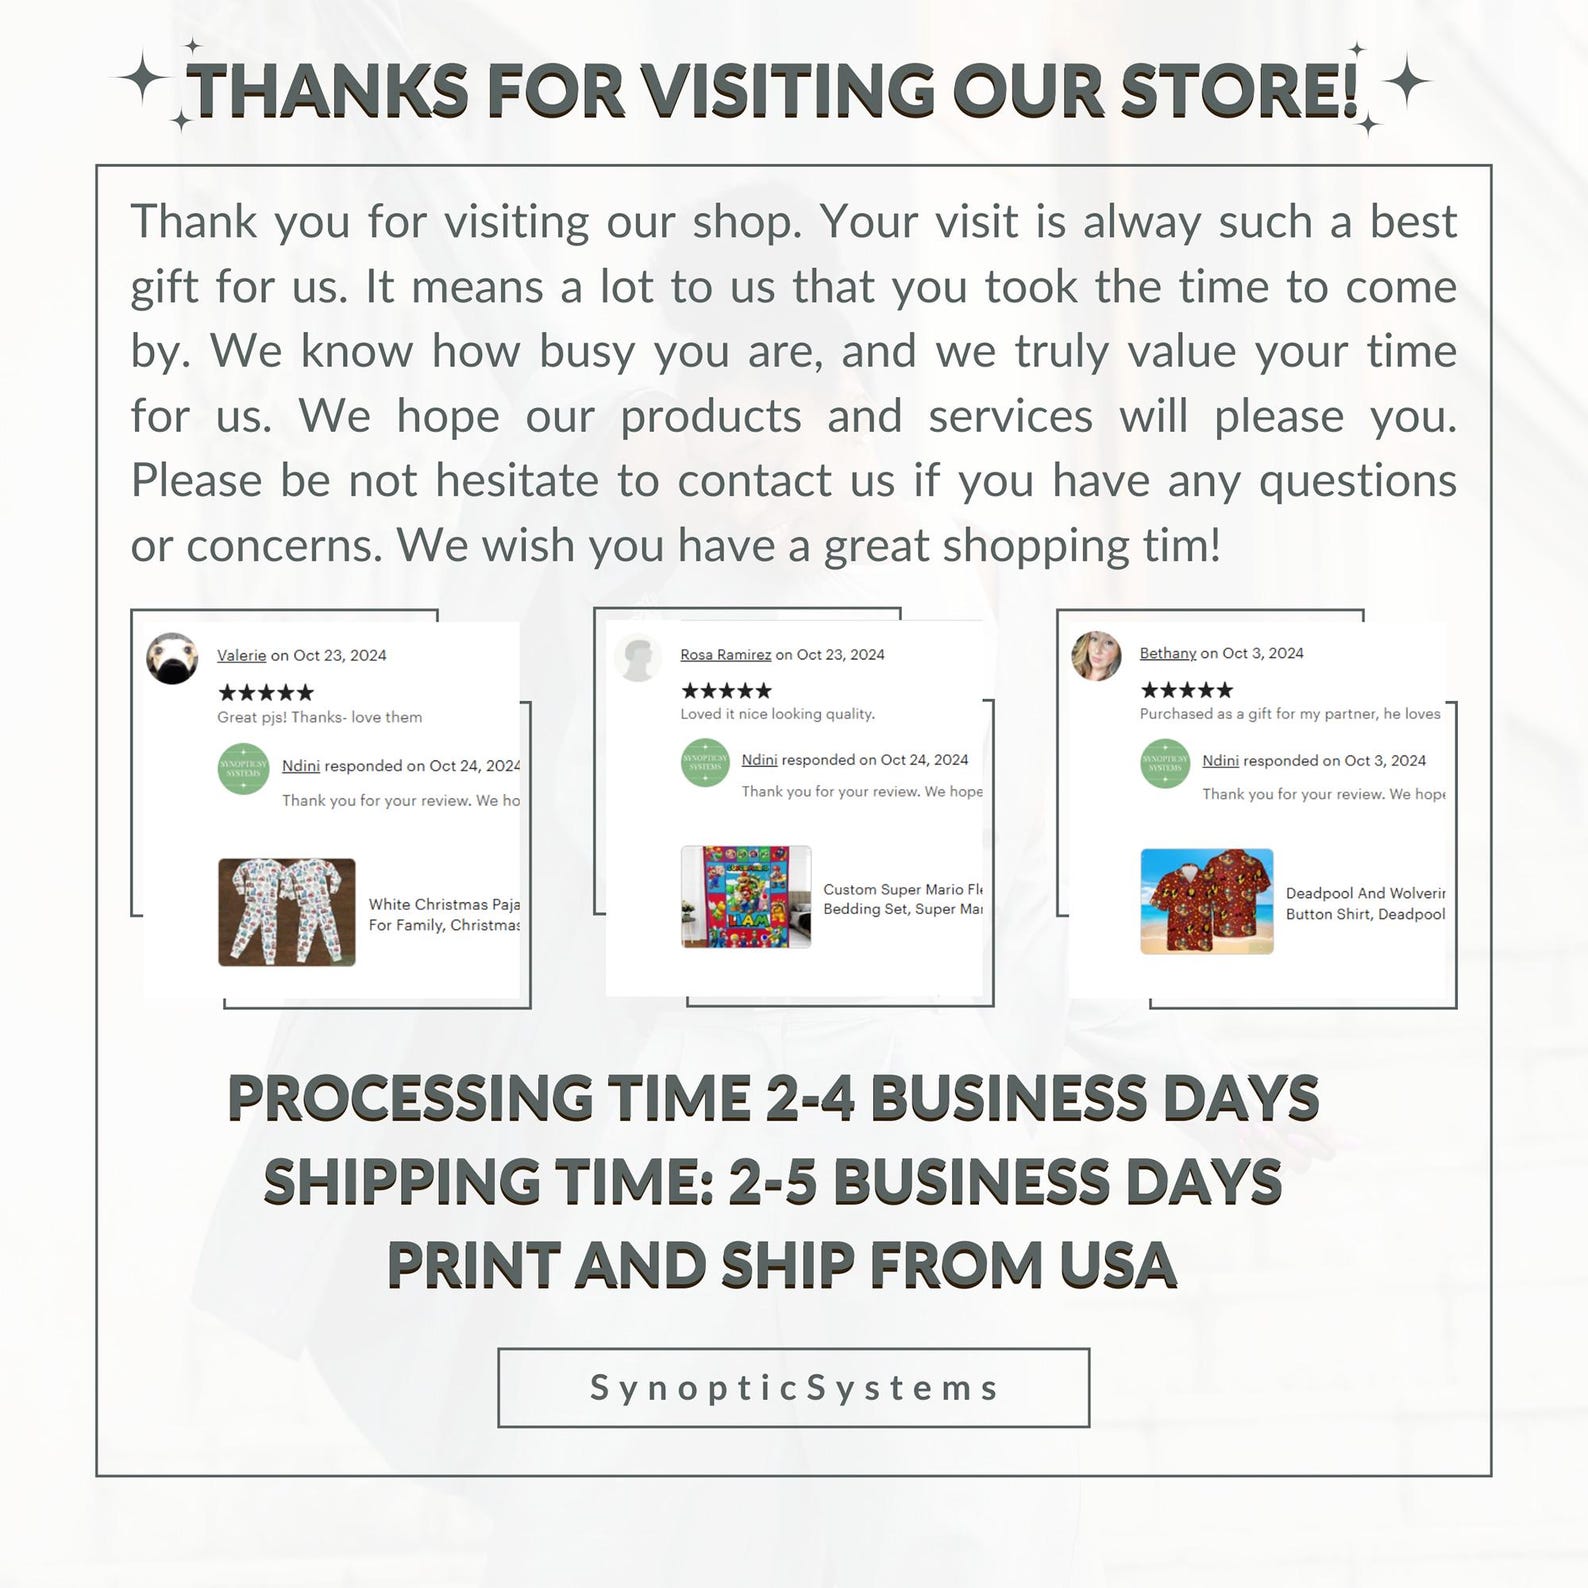 THANKS FOR VISITING OUR STORE!
Thank you for visiting our shop. Your visit is alway such a best
gift for us. It means a lot to us that you took the time to come
by. We know how busy you are, and we truly value your time
for us. We hope our products and services will please you.
Please be not hesitate to contact us if you have any questions
or concerns. We wish you have a great shopping tim!
Valerie on Oct 23, 2024
★★★★★
Great pjs! Thanks- love them
SYNOPTICSY
SYSTEMS
Ndini responded on Oct 24, 2024
Thank you for your review. We ho
White Christmas Paja
For Family, Christmas
Rosa Ramirez on Oct 23, 2024
★★★★★
Loved it nice looking quality.
SYNOPTICSY
SYSTEMS
Ndini responded on Oct 24, 2024
Thank you for your review. We hope
LIAM
Custom Super Mario Fle
Bedding Set, Super Mar
Bethany on Oct 3, 2024
★★★★★
Purchased as a gift for my partner, he loves
SYNOPTICSY
SYSTEMS
Ndini responded on Oct 3, 2024
Thank you for your review. We hope
Deadpool And Wolverin
Button Shirt, Deadpool
PROCESSING TIME 2-4 BUSINESS DAYS
SHIPPING TIME: 2-5 BUSINESS DAYS
PRINT AND SHIP FROM USA
SynopticSystems